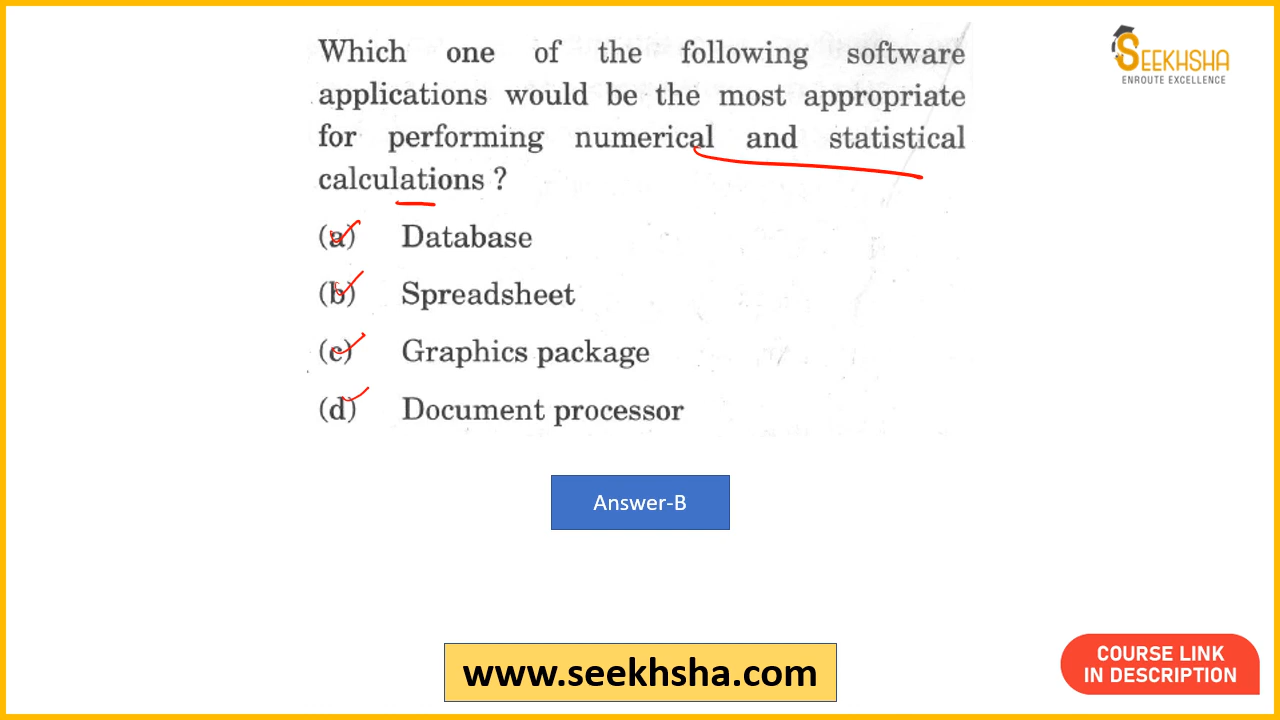 Which one of the following software
applications would be the most appropriate
for performing numerical and statistical
calculations ?
(a) Database
(b) Spreadsheet
(c) Graphics package
(d) Document processor
Answer-B
SEEKHSHA
ENROUTE EXCELLENCE
www.seekhsha.com
COURSE LINK
IN DESCRIPTION